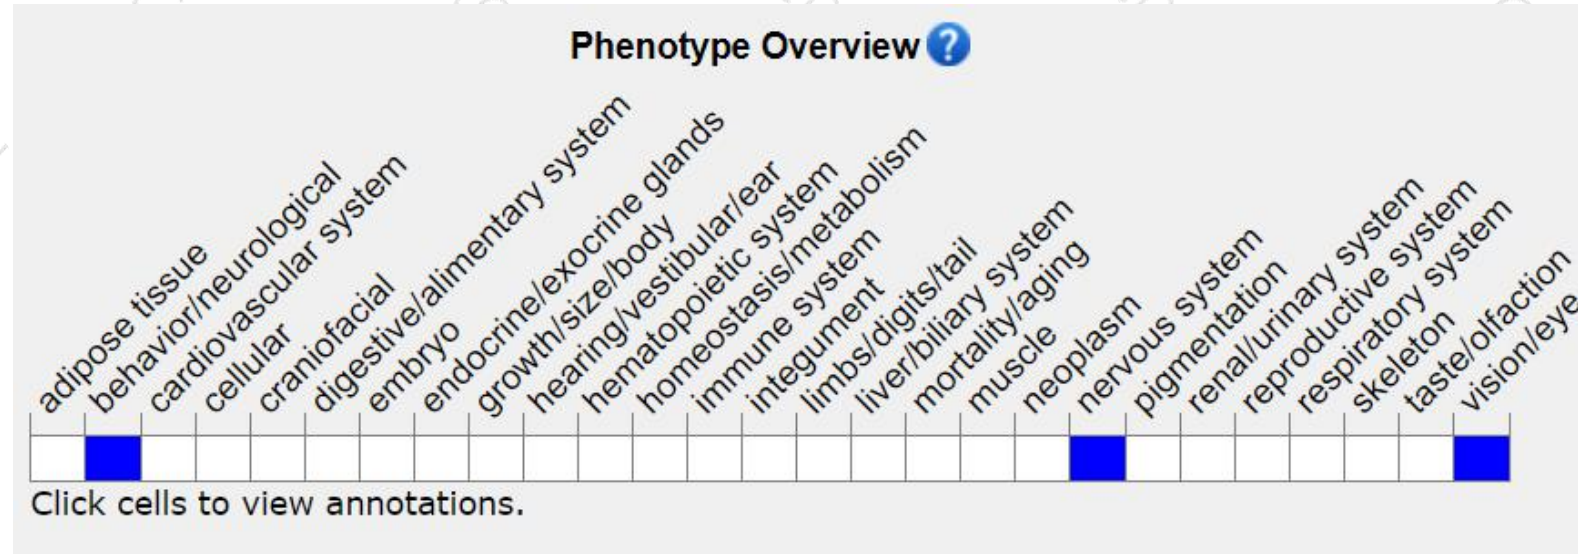 Phenotype Overview ?
adipose tissue
behavior/neurological
cardiovascular system
cellular
craniofacial
digestive/alimentary system
embryo
endocrine/exocrine glands
growth/size/body
hearing/vestibular/ear
hematopoietic system
homeostasis/metabolism
immune system
integument
limbs/digits/tail
liver/biliary system
mortality/aging
muscle
neoplasm
nervous system
pigmentation
renal/urinary system
reproductive system
respiratory system
skeleton
taste/olfaction
vision/eye
Click cells to view annotations.